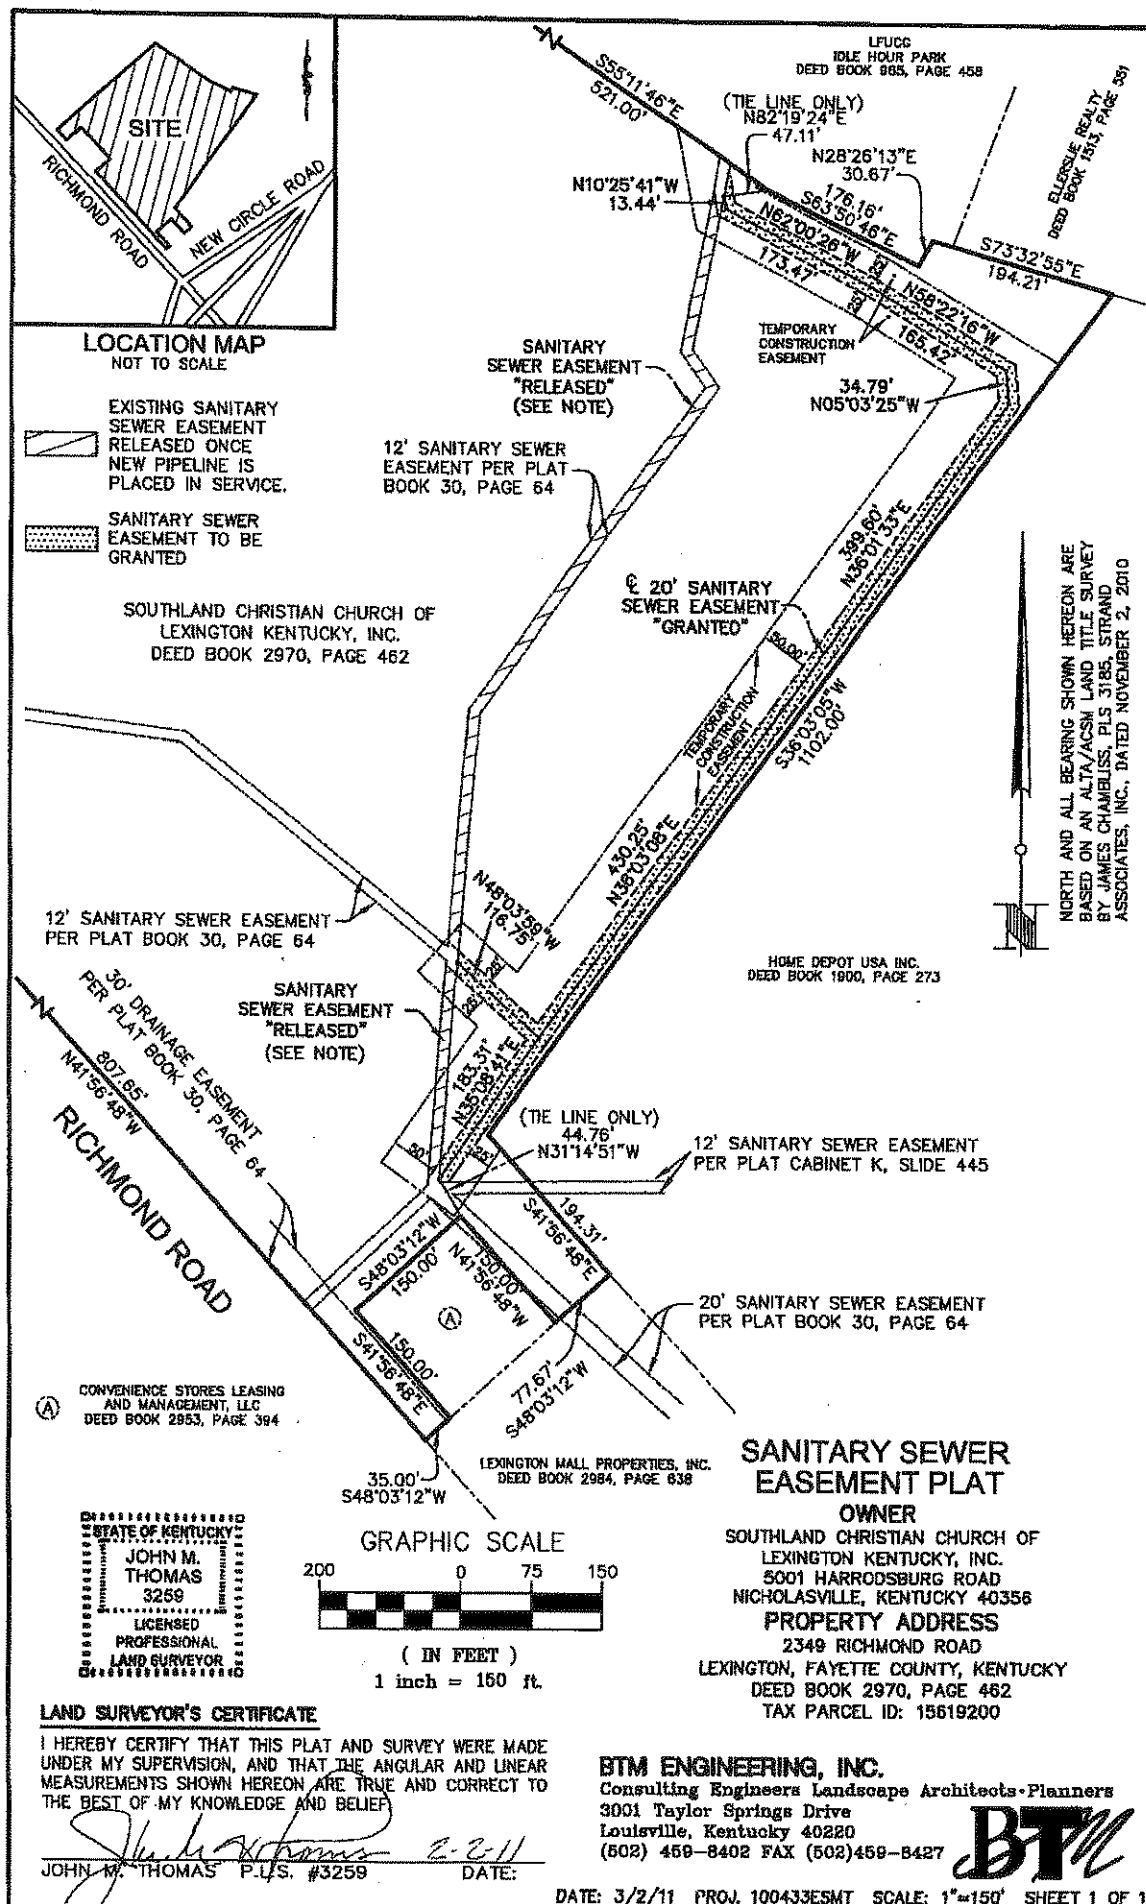 SITE
RICHMOND ROAD
NEW CIRCLE ROAD
LOCATION MAP
NOT TO SCALE
EXISTING SANITARY
SEWER EASEMENT
RELEASED ONCE
NEW PIPELINE IS
PLACED IN SERVICE.
SANITARY SEWER
EASEMENT TO BE
GRANTED
LFUCG
IDLE HOUR PARK
DEED BOOK 985, PAGE 458
ELLERSLIE REALTY
DEED BOOK 1513, PAGE 551
S55°11'46"E
521.00'
(TIE LINE ONLY)
N82°19'24"E
47.11'
N28°26'13"E
30.67'
N10°25'41"W
13.44'
176.16'
S63°50'46"E
N62°00'26"W
173.47'
S73°32'55"E
194.21'
25'
25'
N58°22'16"W
165.42'
TEMPORARY
CONSTRUCTION
EASEMENT
34.79'
N05°03'25"W
SANITARY
SEWER EASEMENT
"RELEASED"
(SEE NOTE)
12' SANITARY SEWER
EASEMENT PER PLAT
BOOK 30, PAGE 64
SOUTHLAND CHRISTIAN CHURCH OF
LEXINGTON KENTUCKY, INC.
DEED BOOK 2970, PAGE 462
399.60'
N36°01'33"E
℄ 20' SANITARY
SEWER EASEMENT
"GRANTED"
50.00'
TEMPORARY
CONSTRUCTION
EASEMENT
S36°03'05"W
1102.00'
NORTH AND ALL BEARING SHOWN HEREON ARE
BASED ON AN ALTA/ACSM LAND TITLE SURVEY
BY JAMES CHAMBLISS, PLS 3185, STRAND
ASSOCIATES, INC., DATED NOVEMBER 2, 2010
N
430.25'
N36°03'08"E
N48°03'59"W
116.75'
25'
25'
12' SANITARY SEWER EASEMENT
PER PLAT BOOK 30, PAGE 64
HOME DEPOT USA INC.
DEED BOOK 1900, PAGE 273
30' DRAINAGE EASEMENT
PER PLAT BOOK 30, PAGE 64
SANITARY
SEWER EASEMENT
"RELEASED"
(SEE NOTE)
183.31'
N35°08'41"E
807.65'
N41°56'48"W
RICHMOND ROAD
(TIE LINE ONLY)
44.76'
N31°14'51"W
50'
25'
12' SANITARY SEWER EASEMENT
PER PLAT CABINET K, SLIDE 445
194.31'
S41°56'48"E
S48°03'12"W
150.00'
150.00'
N41°56'48"W
A
150.00'
S41°56'48"E
20' SANITARY SEWER EASEMENT
PER PLAT BOOK 30, PAGE 64
77.67'
S48°03'12"W
A
CONVENIENCE STORES LEASING
AND MANAGEMENT, LLC
DEED BOOK 2953, PAGE 394
35.00'
S48°03'12"W
LEXINGTON MALL PROPERTIES, INC.
DEED BOOK 2984, PAGE 638
SANITARY SEWER
EASEMENT PLAT
OWNER
SOUTHLAND CHRISTIAN CHURCH OF
LEXINGTON KENTUCKY, INC.
5001 HARRODSBURG ROAD
NICHOLASVILLE, KENTUCKY 40356
PROPERTY ADDRESS
2349 RICHMOND ROAD
LEXINGTON, FAYETTE COUNTY, KENTUCKY
DEED BOOK 2970, PAGE 462
TAX PARCEL ID: 15619200
STATE OF KENTUCKY
JOHN M.
THOMAS
3259
LICENSED
PROFESSIONAL
LAND SURVEYOR
GRAPHIC SCALE
200 0 75 150
( IN FEET )
1 inch = 150 ft.
LAND SURVEYOR'S CERTIFICATE
I HEREBY CERTIFY THAT THIS PLAT AND SURVEY WERE MADE
UNDER MY SUPERVISION, AND THAT THE ANGULAR AND LINEAR
MEASUREMENTS SHOWN HEREON ARE TRUE AND CORRECT TO
THE BEST OF MY KNOWLEDGE AND BELIEF
2-2-11
JOHN M. THOMAS P.L.S. #3259 DATE:
BTM ENGINEERING, INC.
Consulting Engineers Landscape Architects•Planners
3001 Taylor Springs Drive
Louisville, Kentucky 40220
(502) 459-8402 FAX (502)459-8427
BTM
DATE: 3/2/11 PROJ. 100433ESMT SCALE: 1"=150' SHEET 1 OF 1